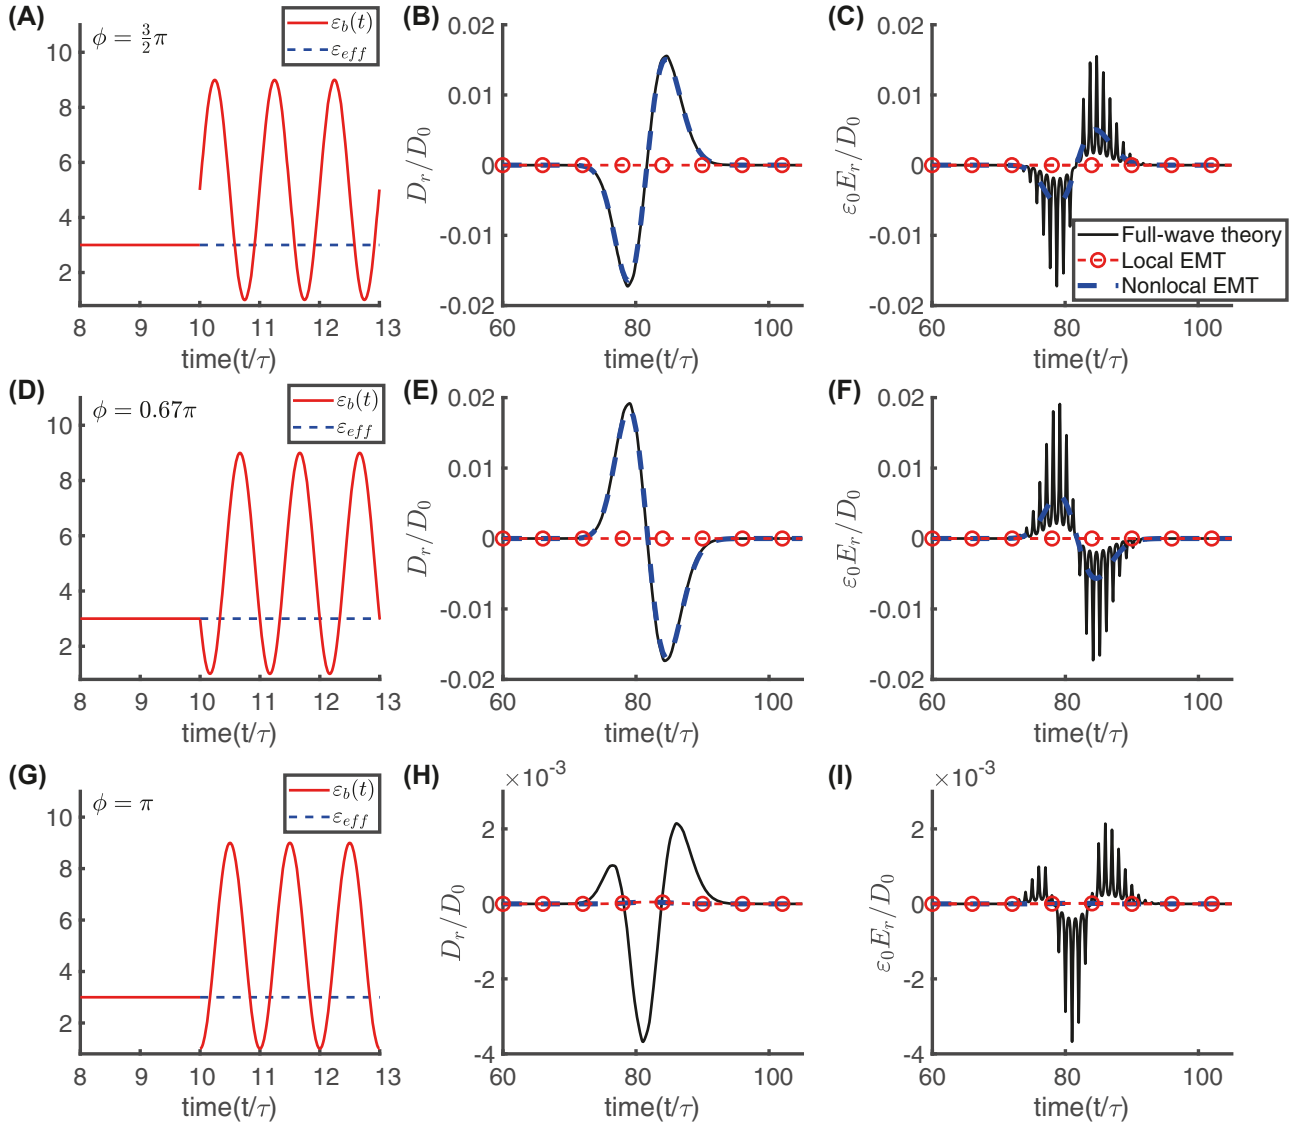 (A)
φ = 3/2 π
ε_b(t)
ε_eff
10
8
6
4
2
8 9 10 11 12 13
time(t/τ)
(B)
D_r/D_0
0.02
0.01
0
-0.01
-0.02
60 80 100
time(t/τ)
(C)
ε_0E_r/D_0
0.02
0.01
0
-0.01
-0.02
Full-wave theory
Local EMT
Nonlocal EMT
60 80 100
time(t/τ)
(D)
φ = 0.67π
ε_b(t)
ε_eff
10
8
6
4
2
8 9 10 11 12 13
time(t/τ)
(E)
D_r/D_0
0.02
0.01
0
-0.01
-0.02
60 80 100
time(t/τ)
(F)
ε_0E_r/D_0
0.02
0.01
0
-0.01
-0.02
60 80 100
time(t/τ)
(G)
φ = π
ε_b(t)
ε_eff
10
8
6
4
2
8 9 10 11 12 13
time(t/τ)
(H)
×10⁻³
D_r/D_0
2
0
-2
-4
60 80 100
time(t/τ)
(I)
×10⁻³
ε_0E_r/D_0
2
0
-2
-4
60 80 100
time(t/τ)